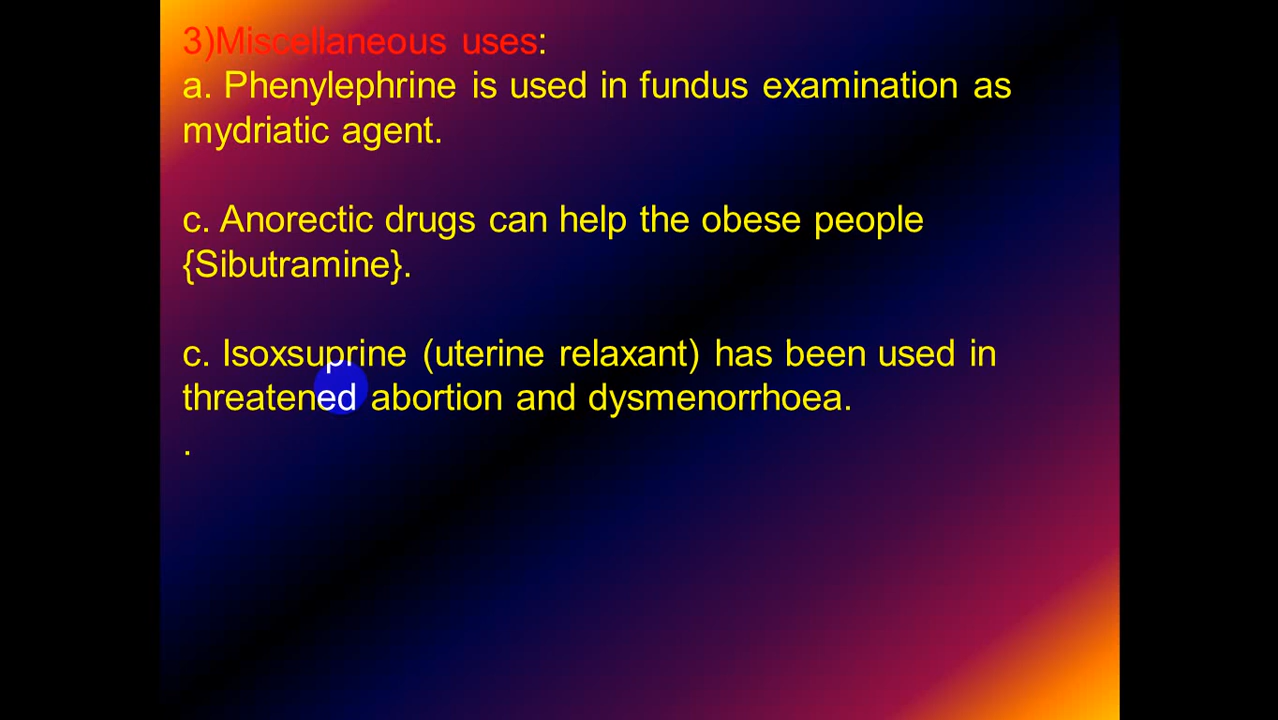 3)Miscellaneous uses:
a. Phenylephrine is used in fundus examination as
mydriatic agent.
c. Anorectic drugs can help the obese people
{Sibutramine}.
c. Isoxsuprine (uterine relaxant) has been used in
threatened abortion and dysmenorrhoea.
.